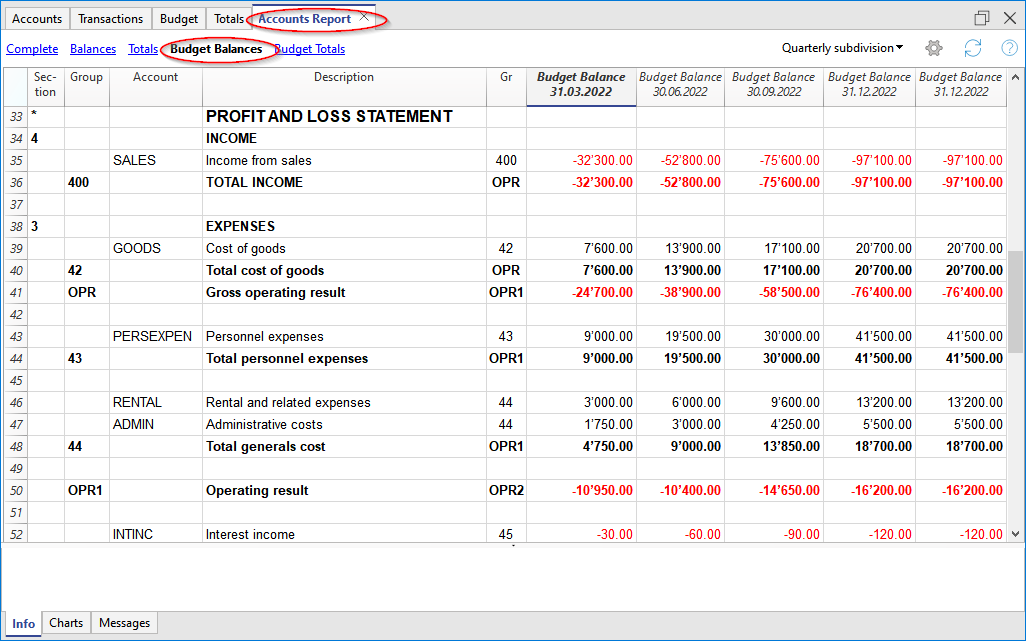 Accounts Transactions Budget Totals Accounts Report
Complete Balances Totals Budget Balances Budget Totals Quarterly subdivision
Sec-tion Group Account Description Gr Budget Balance 31.03.2022 Budget Balance 30.06.2022 Budget Balance 30.09.2022 Budget Balance 31.12.2022 Budget Balance 31.12.2022
33 * PROFIT AND LOSS STATEMENT
34 4 INCOME
35 SALES Income from sales 400 -32'300.00 -52'800.00 -75'600.00 -97'100.00 -97'100.00
36 400 TOTAL INCOME OPR -32'300.00 -52'800.00 -75'600.00 -97'100.00 -97'100.00
37
38 3 EXPENSES
39 GOODS Cost of goods 42 7'600.00 13'900.00 17'100.00 20'700.00 20'700.00
40 42 Total cost of goods OPR 7'600.00 13'900.00 17'100.00 20'700.00 20'700.00
41 OPR Gross operating result OPR1 -24'700.00 -38'900.00 -58'500.00 -76'400.00 -76'400.00
42
43 PERSEXPEN Personnel expenses 43 9'000.00 19'500.00 30'000.00 41'500.00 41'500.00
44 43 Total personnel expenses OPR1 9'000.00 19'500.00 30'000.00 41'500.00 41'500.00
45
46 RENTAL Rental and related expenses 44 3'000.00 6'000.00 9'600.00 13'200.00 13'200.00
47 ADMIN Administrative costs 44 1'750.00 3'000.00 4'250.00 5'500.00 5'500.00
48 44 Total generals cost OPR1 4'750.00 9'000.00 13'850.00 18'700.00 18'700.00
49
50 OPR1 Operating result OPR2 -10'950.00 -10'400.00 -14'650.00 -16'200.00 -16'200.00
51
52 INTINC Interest income 45 -30.00 -60.00 -90.00 -120.00 -120.00
Info Charts Messages